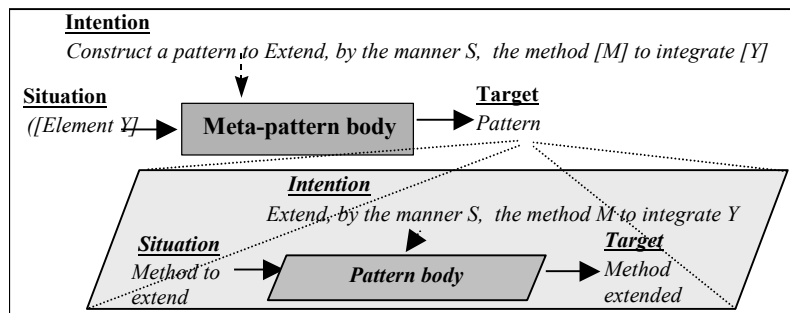 Intention
Construct a pattern to Extend, by the manner S, the method [M] to integrate [Y]
Situation
([Element Y]
Meta-pattern body
Target
Pattern
Intention
Extend, by the manner S, the method M to integrate Y
Situation
Method to
extend
Pattern body
Target
Method
extended